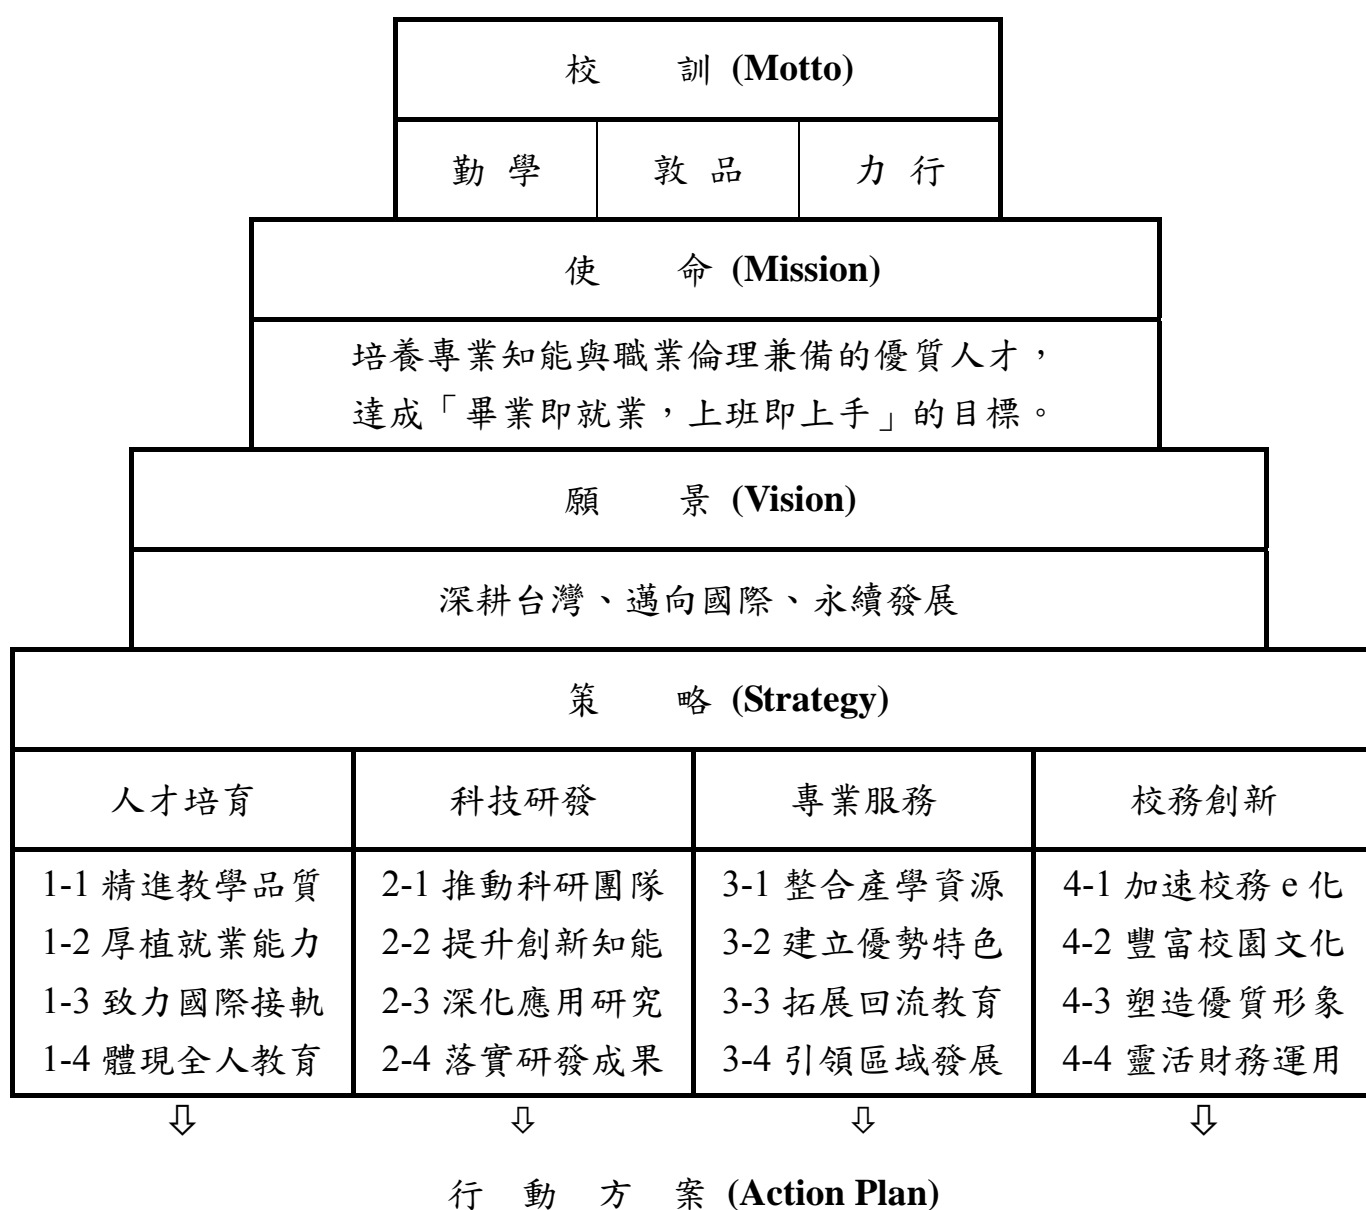 校 訓 (Motto)
勤 學 敦 品 力 行
使 命 (Mission)
培養專業知能與職業倫理兼備的優質人才，
達成「畢業即就業，上班即上手」的目標。
願 景 (Vision)
深耕台灣、邁向國際、永續發展
策 略 (Strategy)
人才培育 科技研發 專業服務 校務創新
1-1 精進教學品質 2-1 推動科研團隊 3-1 整合產學資源 4-1 加速校務 e 化
1-2 厚植就業能力 2-2 提升創新知能 3-2 建立優勢特色 4-2 豐富校園文化
1-3 致力國際接軌 2-3 深化應用研究 3-3 拓展回流教育 4-3 塑造優質形象
1-4 體現全人教育 2-4 落實研發成果 3-4 引領區域發展 4-4 靈活財務運用
行 動 方 案 (Action Plan)